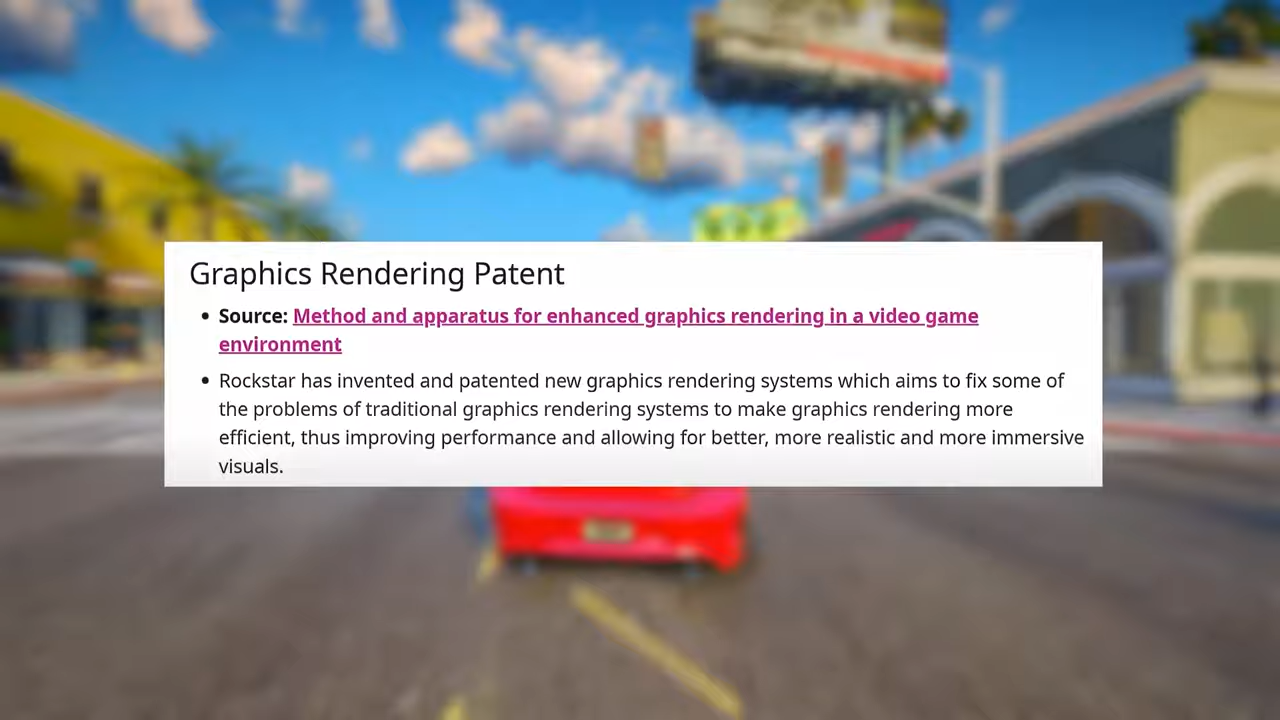 Graphics Rendering Patent
• Source: Method and apparatus for enhanced graphics rendering in a video game
environment
• Rockstar has invented and patented new graphics rendering systems which aims to fix some of
the problems of traditional graphics rendering systems to make graphics rendering more
efficient, thus improving performance and allowing for better, more realistic and more immersive
visuals.